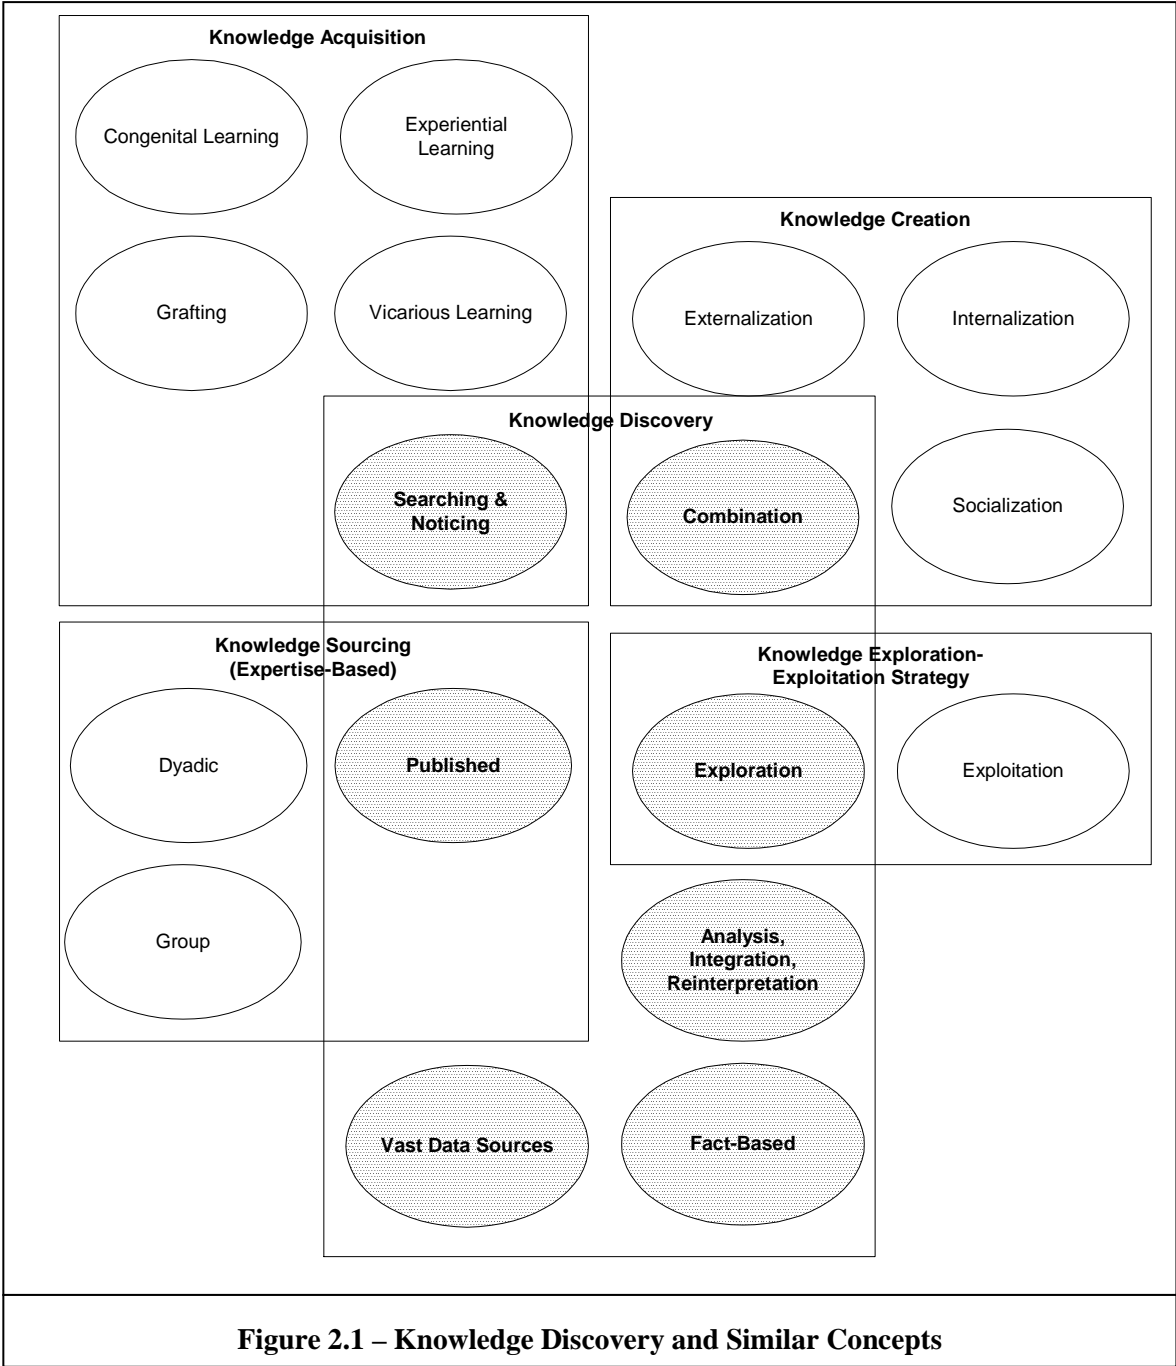 Knowledge Acquisition
Congenital Learning
Experiential
Learning
Grafting
Vicarious Learning
Knowledge Creation
Externalization
Internalization
Knowledge Discovery
Searching &
Noticing
Combination
Socialization
Knowledge Sourcing
(Expertise-Based)
Dyadic
Published
Group
Knowledge Exploration-
Exploitation Strategy
Exploration
Exploitation
Analysis,
Integration,
Reinterpretation
Vast Data Sources
Fact-Based
Figure 2.1 – Knowledge Discovery and Similar Concepts